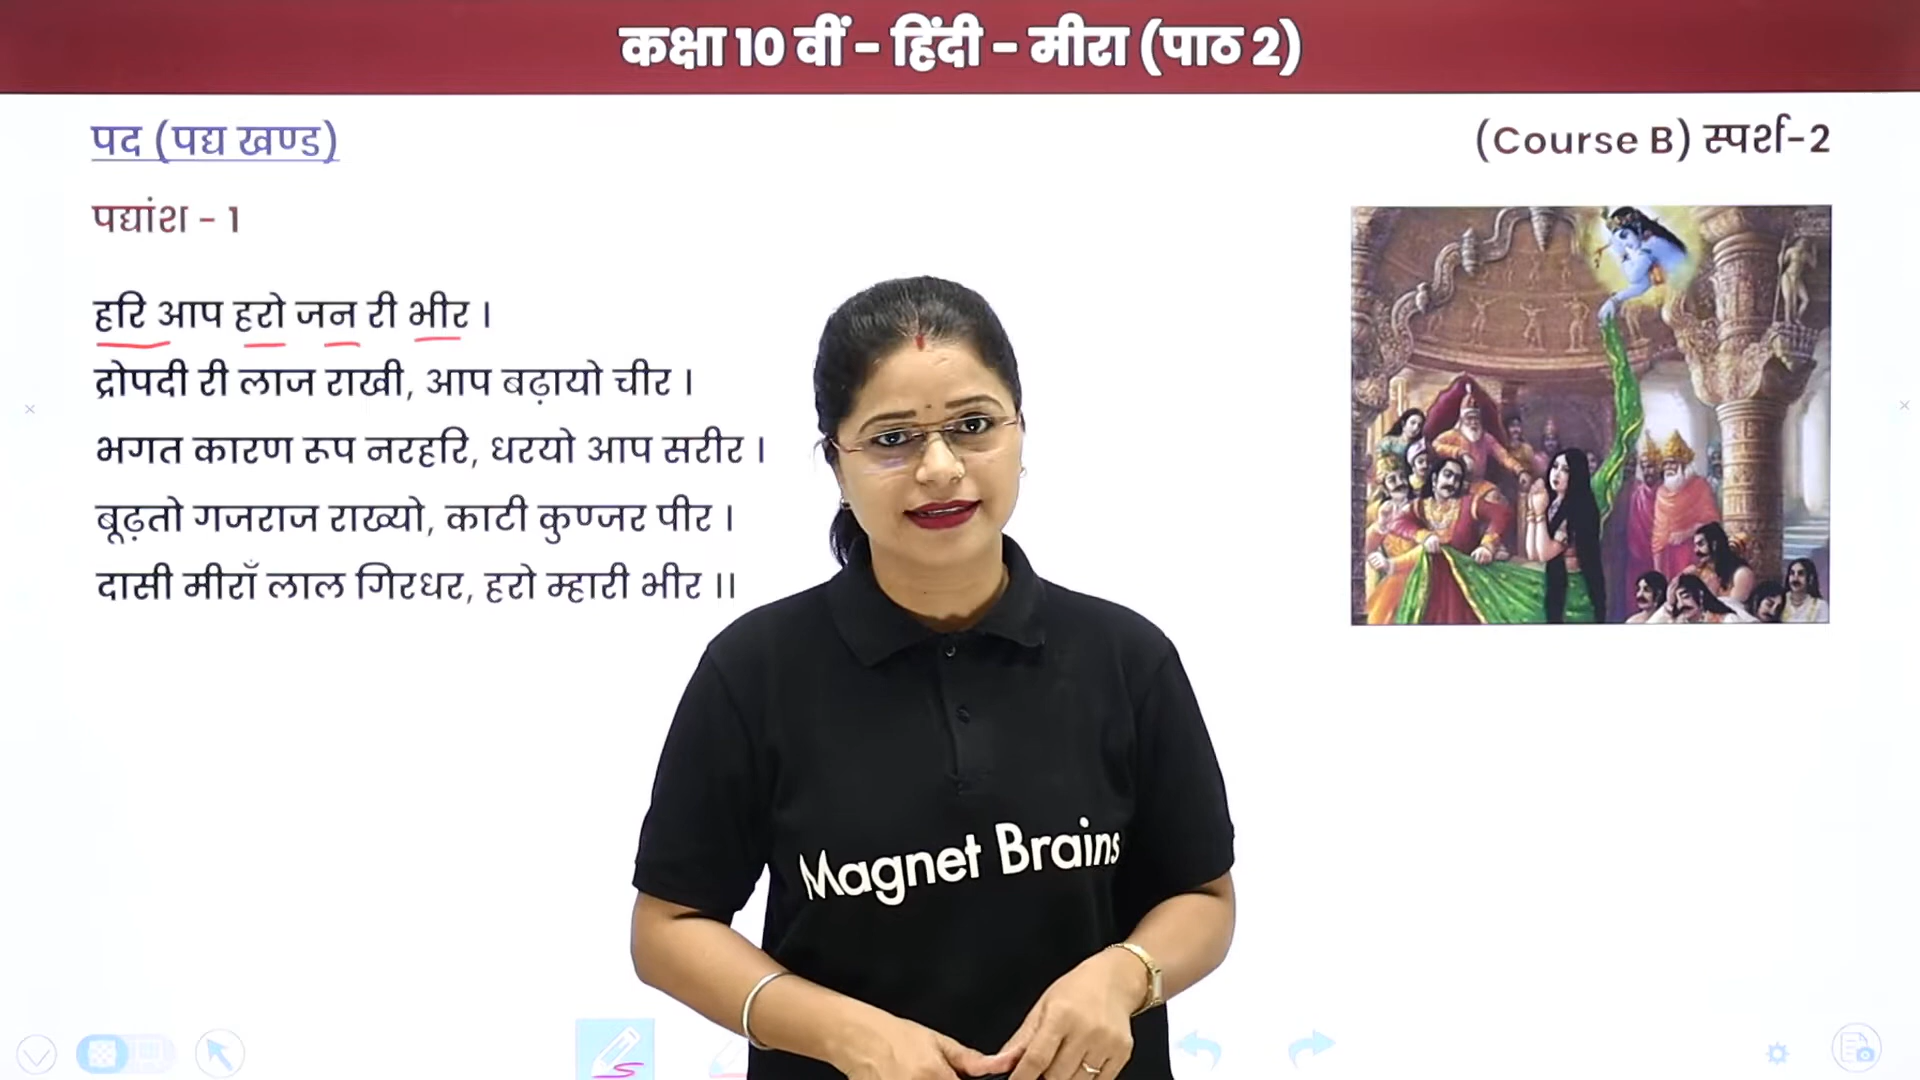 कक्षा 10 वीं - हिंदी - मीरा (पाठ 2)
पद (पद्य खण्ड)
(Course B) स्पर्श-2
पद्यांश - 1
हरि आप हरो जन री भीर ।
द्रोपदी री लाज राखी, आप बढ़ायो चीर ।
भगत कारण रूप नरहरि, धरयो आप सरीर ।
बूढ़तो गजराज राख्यो, काटी कुण्जर पीर ।
दासी मीराँ लाल गिरधर, हरो म्हारी भीर ।।
Magnet Brains